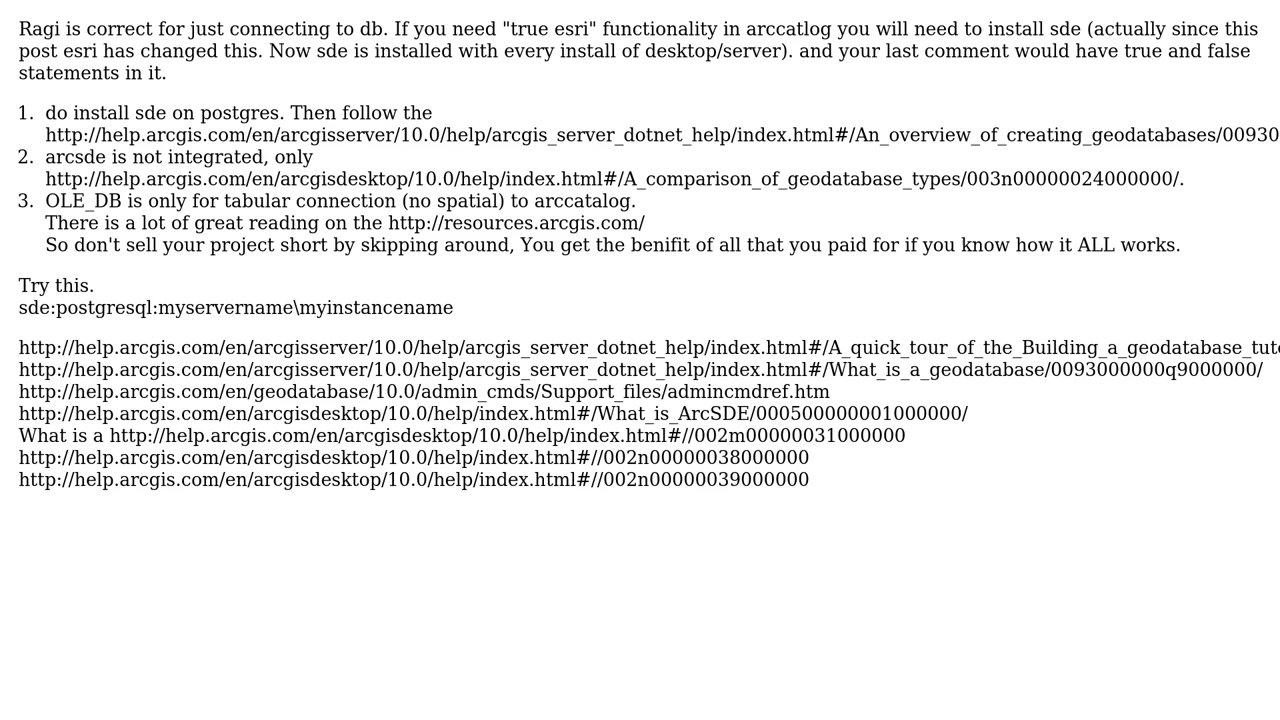 Ragi is correct for just connecting to db. If you need "true esri" functionality in arccatlog you will need to install sde (actually since this
post esri has changed this. Now sde is installed with every install of desktop/server). and your last comment would have true and false
statements in it.
1. do install sde on postgres. Then follow the
http://help.arcgis.com/en/arcgisserver/10.0/help/arcgis_server_dotnet_help/index.html#/An_overview_of_creating_geodatabases/00930
2. arcsde is not integrated, only
http://help.arcgis.com/en/arcgisdesktop/10.0/help/index.html#/A_comparison_of_geodatabase_types/003n00000024000000/.
3. OLE_DB is only for tabular connection (no spatial) to arccatalog.
There is a lot of great reading on the http://resources.arcgis.com/
So don't sell your project short by skipping around, You get the benifit of all that you paid for if you know how it ALL works.
Try this.
sde:postgresql:myservername\myinstancename
http://help.arcgis.com/en/arcgisserver/10.0/help/arcgis_server_dotnet_help/index.html#/A_quick_tour_of_the_Building_a_geodatabase_tuto
http://help.arcgis.com/en/arcgisserver/10.0/help/arcgis_server_dotnet_help/index.html#/What_is_a_geodatabase/0093000000q9000000/
http://help.arcgis.com/en/geodatabase/10.0/admin_cmds/Support_files/admincmdref.htm
http://help.arcgis.com/en/arcgisdesktop/10.0/help/index.html#/What_is_ArcSDE/000500000001000000/
What is a http://help.arcgis.com/en/arcgisdesktop/10.0/help/index.html#//002m00000031000000
http://help.arcgis.com/en/arcgisdesktop/10.0/help/index.html#//002n00000038000000
http://help.arcgis.com/en/arcgisdesktop/10.0/help/index.html#//002n00000039000000